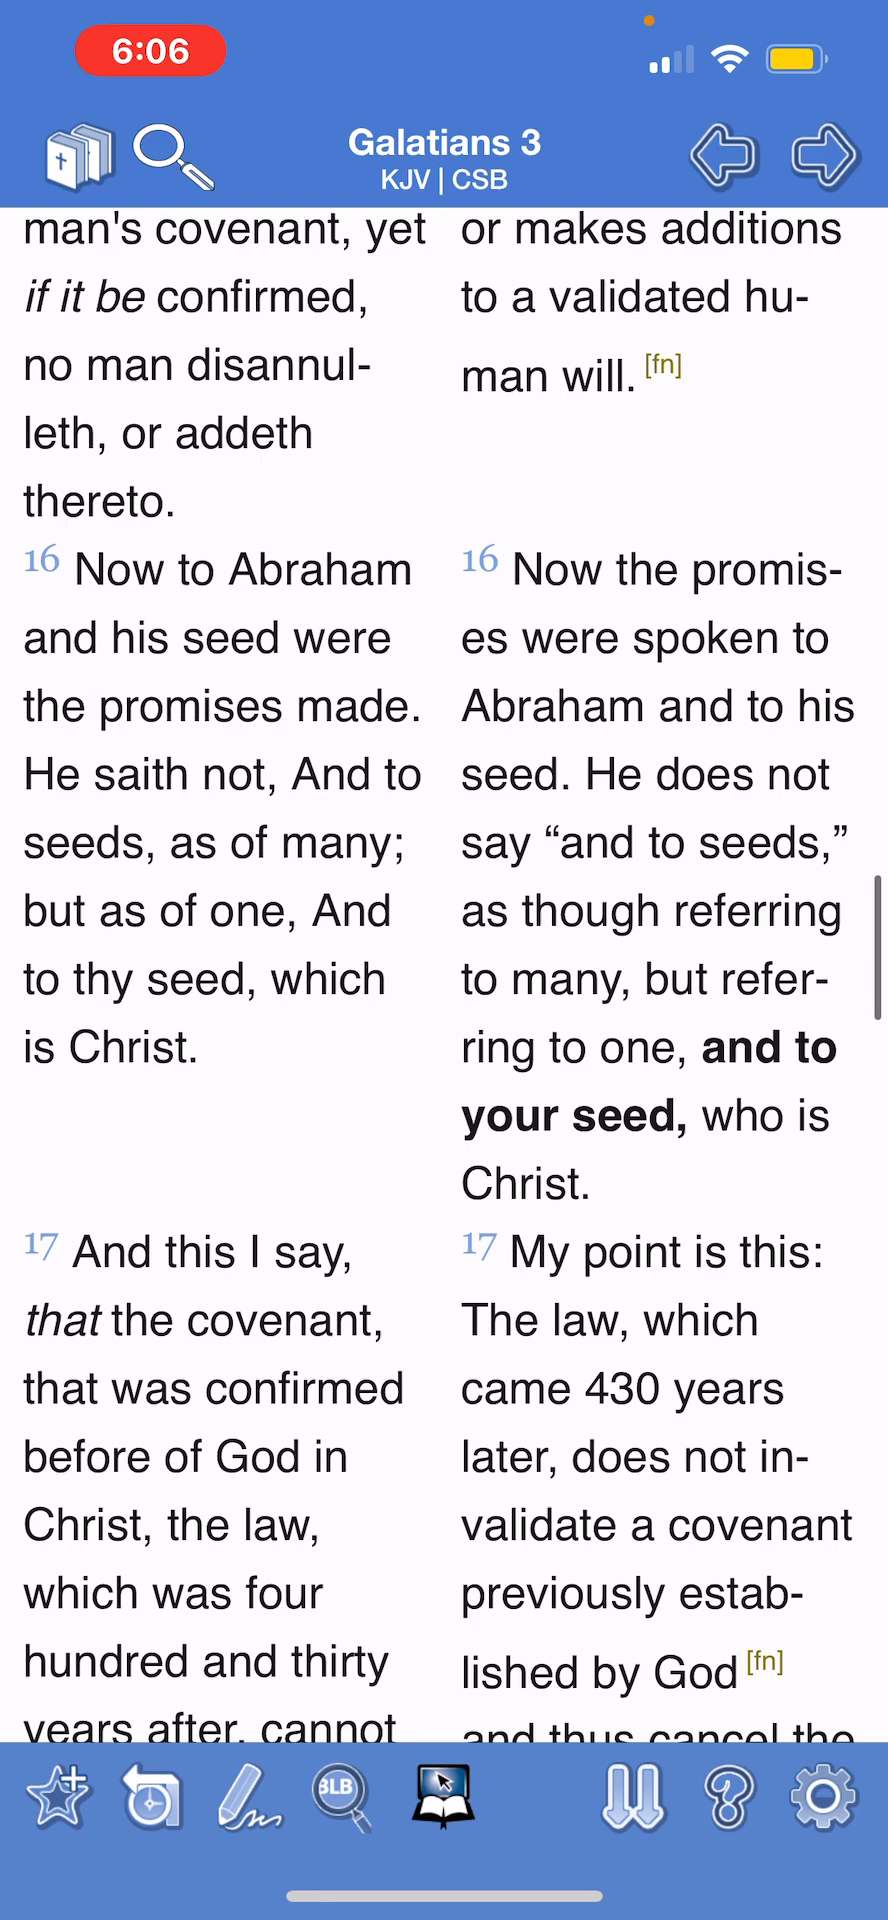 6:06
Galatians 3
KJV | CSB
man's covenant, yet
if it be confirmed,
no man disannul-
leth, or addeth
thereto.
16 Now to Abraham
and his seed were
the promises made.
He saith not, And to
seeds, as of many;
but as of one, And
to thy seed, which
is Christ.
17 And this I say,
that the covenant,
that was confirmed
before of God in
Christ, the law,
which was four
hundred and thirty
years after, cannot
or makes additions
to a validated hu-
man will. [fn]
16 Now the promis-
es were spoken to
Abraham and to his
seed. He does not
say “and to seeds,”
as though referring
to many, but refer-
ring to one, and to
your seed, who is
Christ.
17 My point is this:
The law, which
came 430 years
later, does not in-
validate a covenant
previously estab-
lished by God [fn]
and thus cancel the
BLB